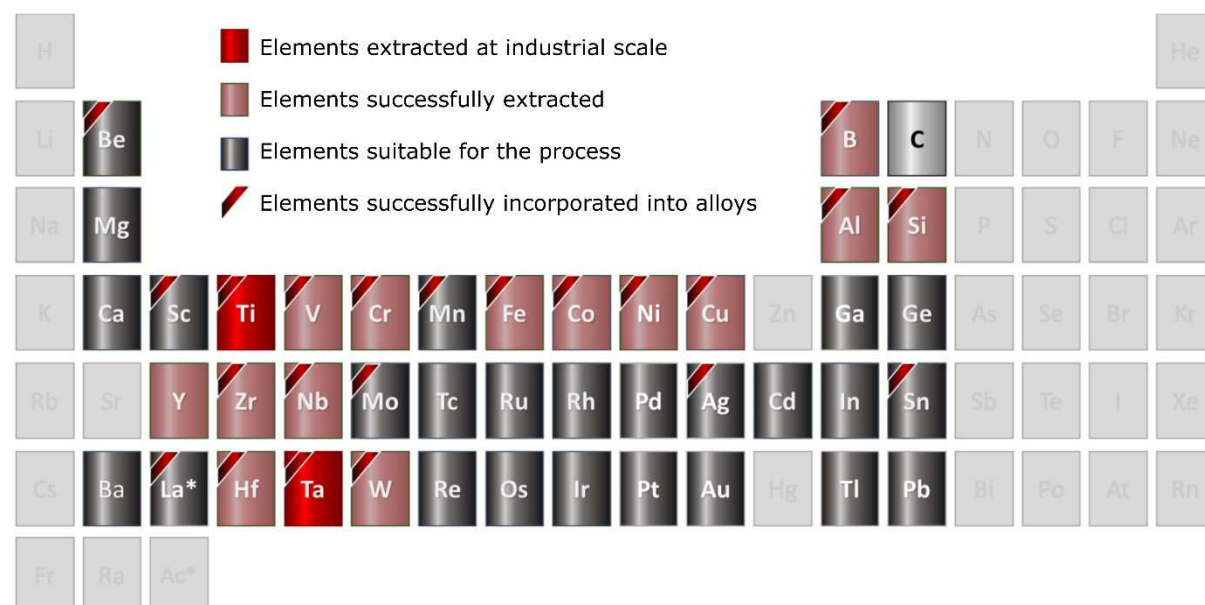 H He
Elements extracted at industrial scale
Elements successfully extracted
Li Be B C N O F Ne
Elements suitable for the process
Elements successfully incorporated into alloys
Na Mg Al Si P S Cl Ar
K Ca Sc Ti V Cr Mn Fe Co Ni Cu Zn Ga Ge As Se Br Kr
Rb Sr Y Zr Nb Mo Tc Ru Rh Pd Ag Cd In Sn Sb Te I Xe
Cs Ba La* Hf Ta W Re Os Ir Pt Au Hg Tl Pb Bi Po At Rn
Fr Ra Ac*